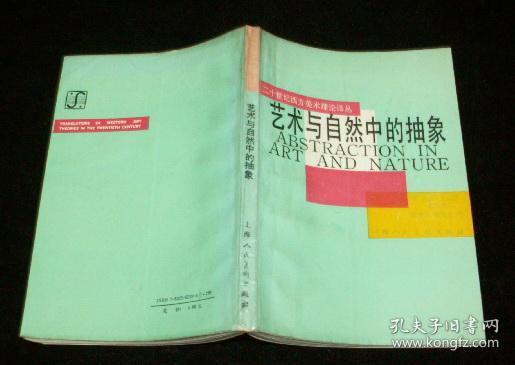 二十世纪西方美术理论译丛
艺术与自然中的抽象
ABSTRACTION IN
ART AND NATURE
艺术与自然中的抽象
上海人民美术出版社
TRANSLATIONS OF WESTERN ART
THEORIES IN THE TWENTIETH CENTURY
孔夫子旧书网
www.kongfz.com